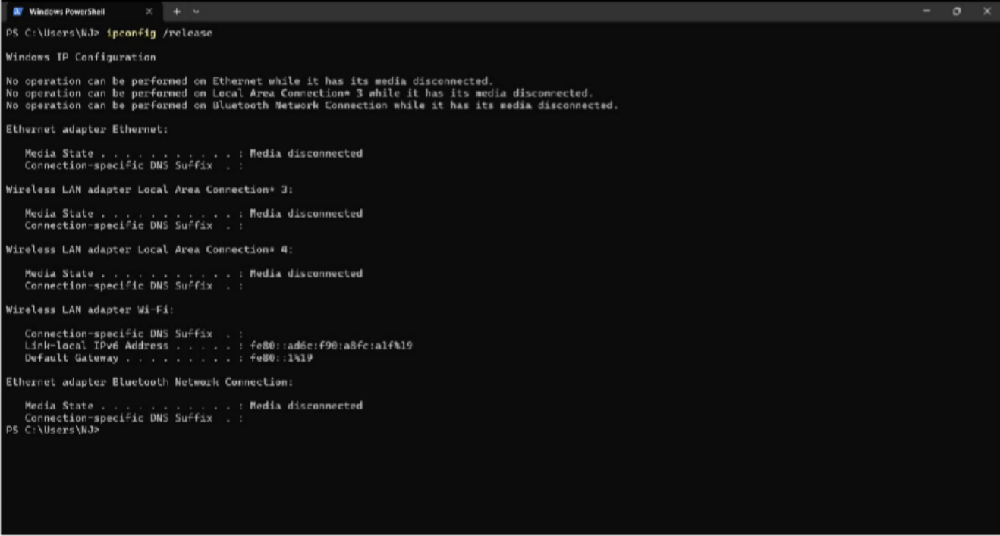 Windows PowerShell
PS C:\Users\NJ> ipconfig /release
Windows IP Configuration
No operation can be performed on Ethernet while it has its media disconnected.
No operation can be performed on Local Area Connection* 3 while it has its media disconnected.
No operation can be performed on Bluetooth Network Connection while it has its media disconnected.
Ethernet adapter Ethernet:
Media State . . . . . . . . . . . : Media disconnected
Connection-specific DNS Suffix . :
Wireless LAN adapter Local Area Connection* 3:
Media State . . . . . . . . . . . : Media disconnected
Connection-specific DNS Suffix . :
Wireless LAN adapter Local Area Connection* 4:
Media State . . . . . . . . . . . : Media disconnected
Connection-specific DNS Suffix . :
Wireless LAN adapter Wi-Fi:
Connection-specific DNS Suffix . :
Link-local IPv6 Address . . . . . : fe80::ad6c:f90:a8fc:a1f%19
Default Gateway . . . . . . . . . : fe80::1%19
Ethernet adapter Bluetooth Network Connection:
Media State . . . . . . . . . . . : Media disconnected
Connection-specific DNS Suffix . :
PS C:\Users\NJ>